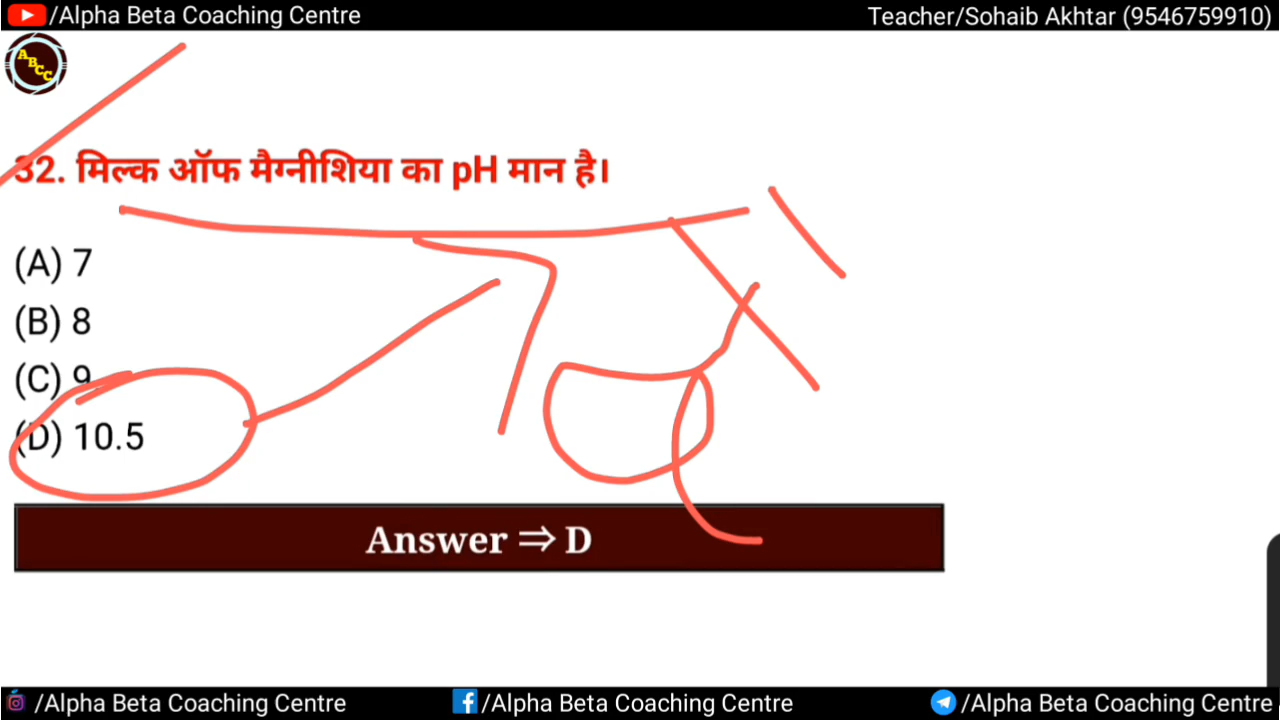 /Alpha Beta Coaching Centre
Teacher/Sohaib Akhtar (9546759910)
ABCC
32. मिल्क ऑफ मैग्नीशिया का pH मान है।
(A) 7
(B) 8
(C) 9
(D) 10.5
Answer ⇒ D
/Alpha Beta Coaching Centre
/Alpha Beta Coaching Centre
/Alpha Beta Coaching Centre